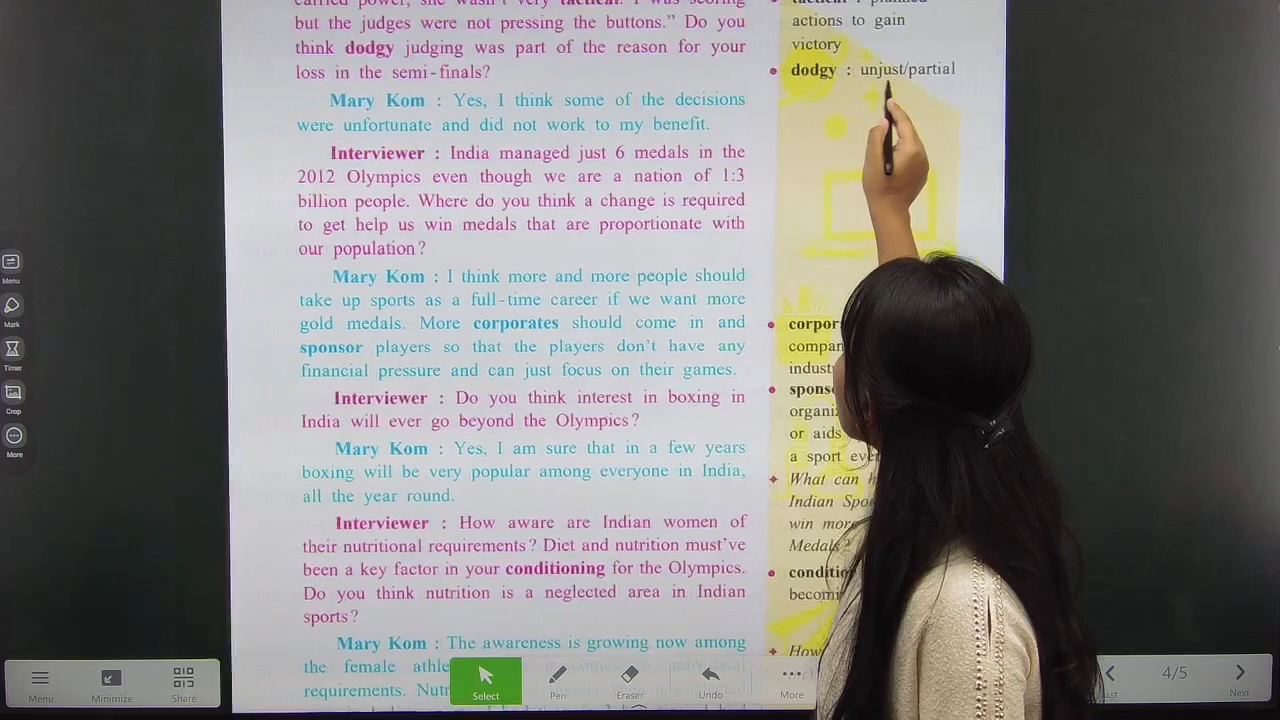 carried power, she wasn't very tactical. I was scoring
but the judges were not pressing the buttons.” Do you
think dodgy judging was part of the reason for your
loss in the semi-finals?
Mary Kom : Yes, I think some of the decisions
were unfortunate and did not work to my benefit.
Interviewer : India managed just 6 medals in the
2012 Olympics even though we are a nation of 1:3
billion people. Where do you think a change is required
to get help us win medals that are proportionate with
our population?
Mary Kom : I think more and more people should
take up sports as a full-time career if we want more
gold medals. More corporates should come in and
sponsor players so that the players don't have any
financial pressure and can just focus on their games.
Interviewer : Do you think interest in boxing in
India will ever go beyond the Olympics?
Mary Kom : Yes, I am sure that in a few years
boxing will be very popular among everyone in India,
all the year round.
Interviewer : How aware are Indian women of
their nutritional requirements? Diet and nutrition must've
been a key factor in your conditioning for the Olympics.
Do you think nutrition is a neglected area in Indian
sports?
Mary Kom : The awareness is growing now among
the female
requirements.
tactical : planned
actions to gain
victory
dodgy : unjust/partial
or aids
a sport
What can
Indian
win more
Medals?
How
Menu
Mark
Timer
Crop
More
Menu
Minimize
Share
Select
Pen
Eraser
Undo
More
4/5
Next